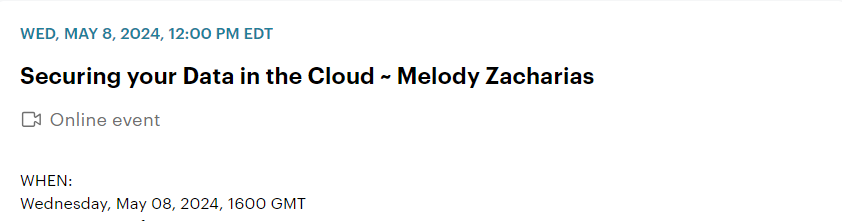 WED, MAY 8, 2024, 12:00 PM EDT
Securing your Data in the Cloud ~ Melody Zacharias
Online event
WHEN:
Wednesday, May 08, 2024, 1600 GMT